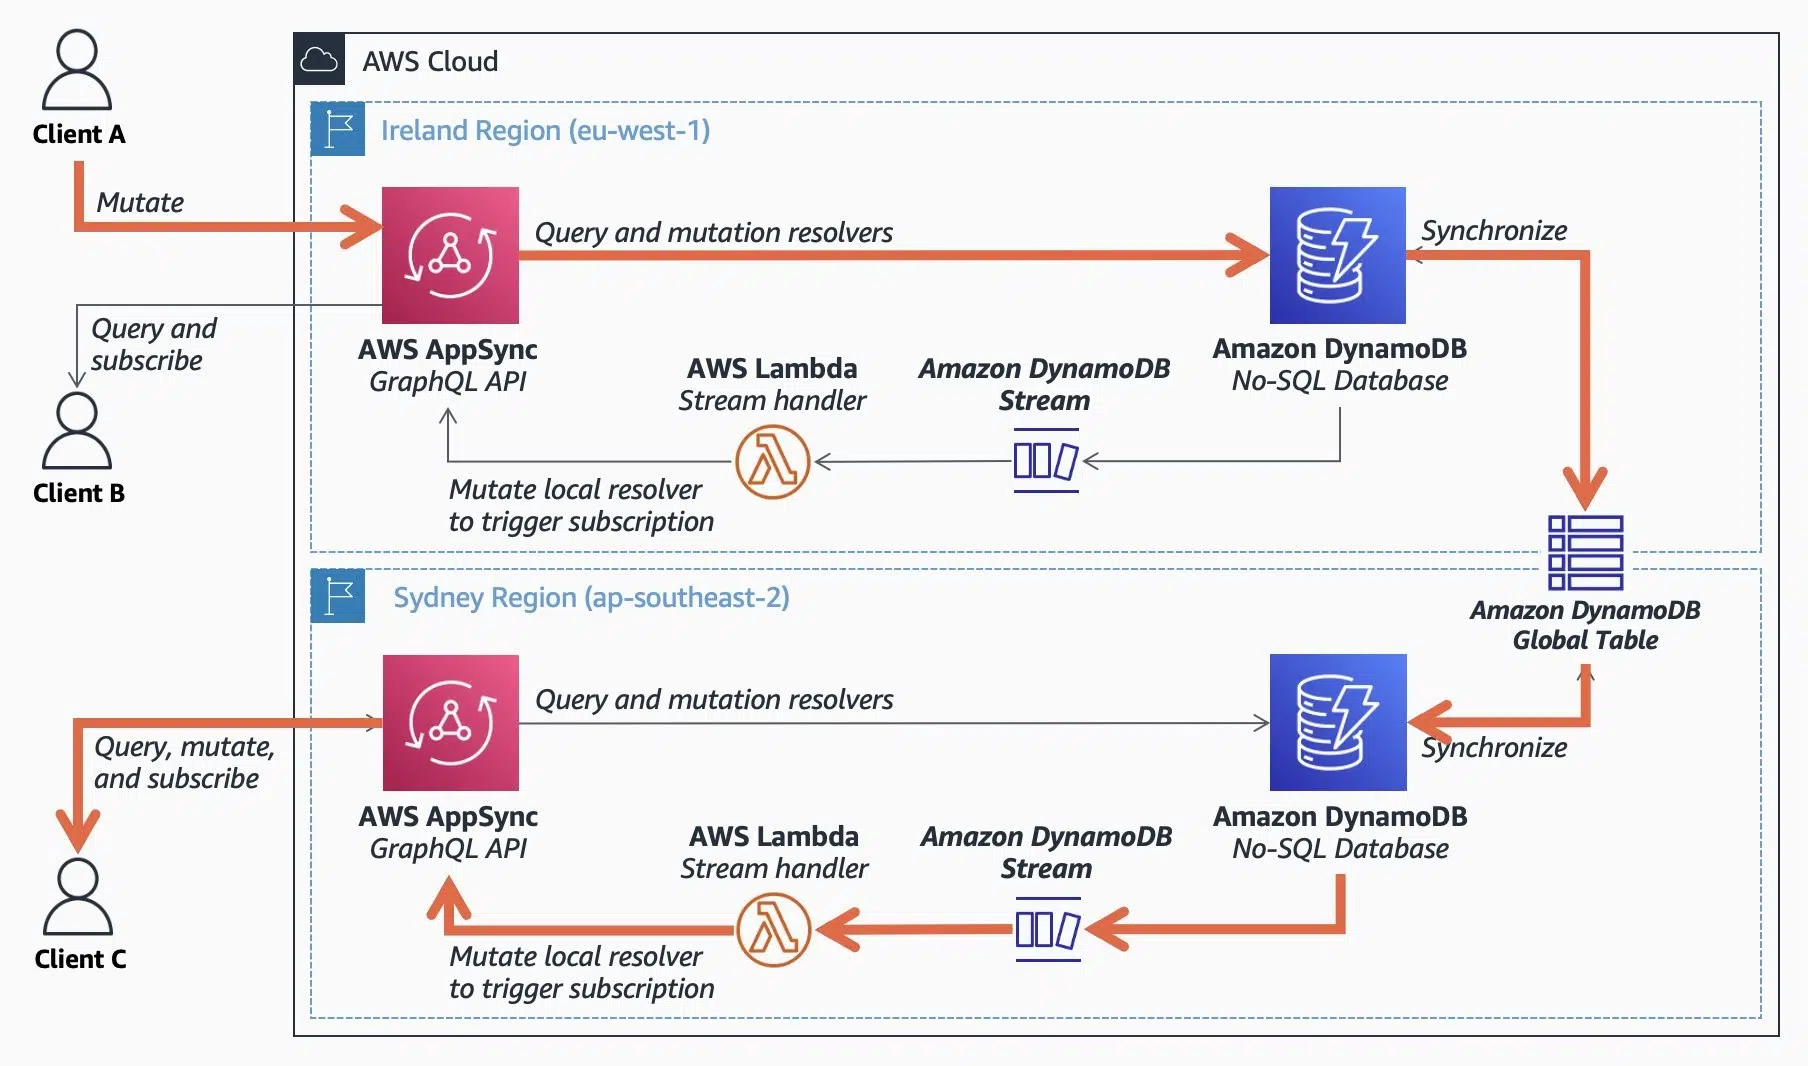 AWS Cloud
Client A
Ireland Region (eu-west-1)
Mutate
Query and mutation resolvers
Synchronize
Query and
subscribe
AWS AppSync
GraphQL API
AWS Lambda
Stream handler
Amazon DynamoDB
Stream
Amazon DynamoDB
No-SQL Database
Client B
Mutate local resolver
to trigger subscription
Amazon DynamoDB
Global Table
Sydney Region (ap-southeast-2)
Query and mutation resolvers
Synchronize
Query, mutate,
and subscribe
AWS AppSync
GraphQL API
AWS Lambda
Stream handler
Amazon DynamoDB
Stream
Amazon DynamoDB
No-SQL Database
Client C
Mutate local resolver
to trigger subscription